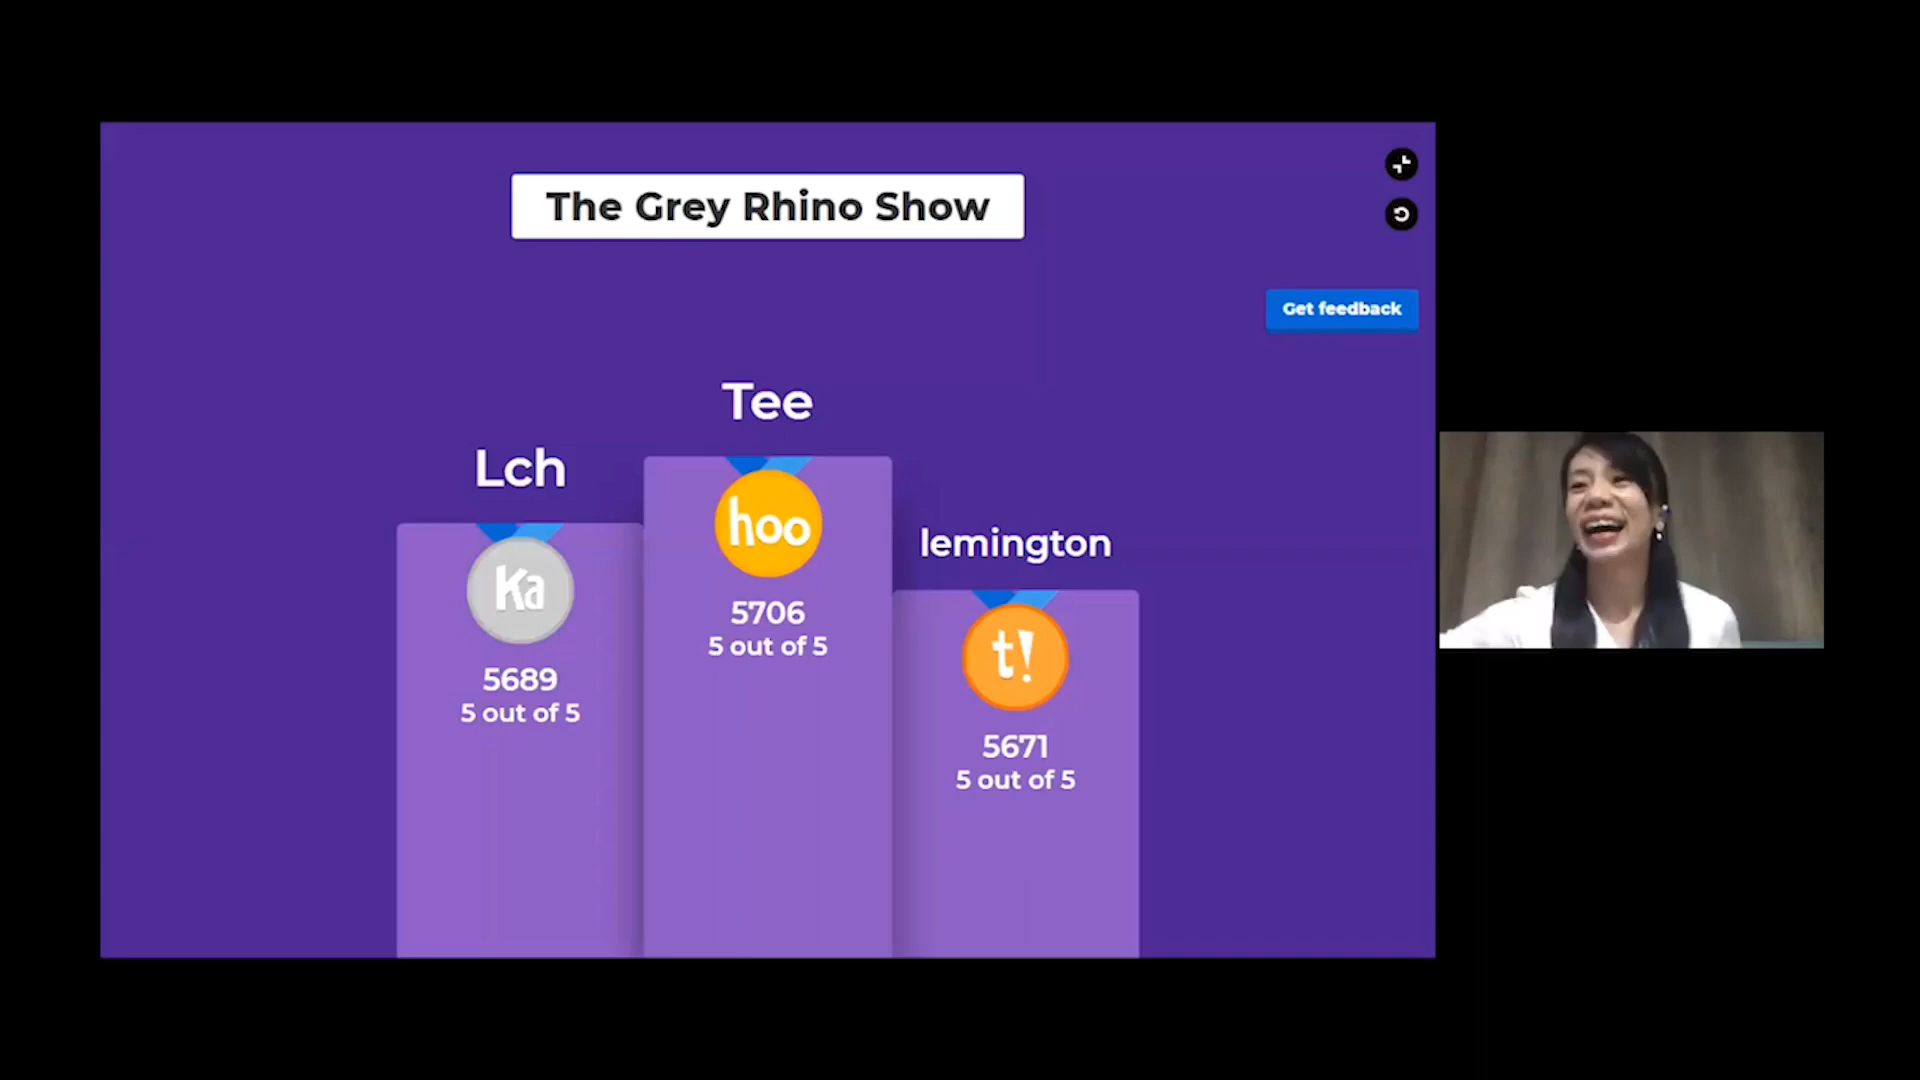 The Grey Rhino Show
Get feedback
Tee
Lch
lemington
hoo
5706
5 out of 5
Ka
5689
5 out of 5
t!
5671
5 out of 5